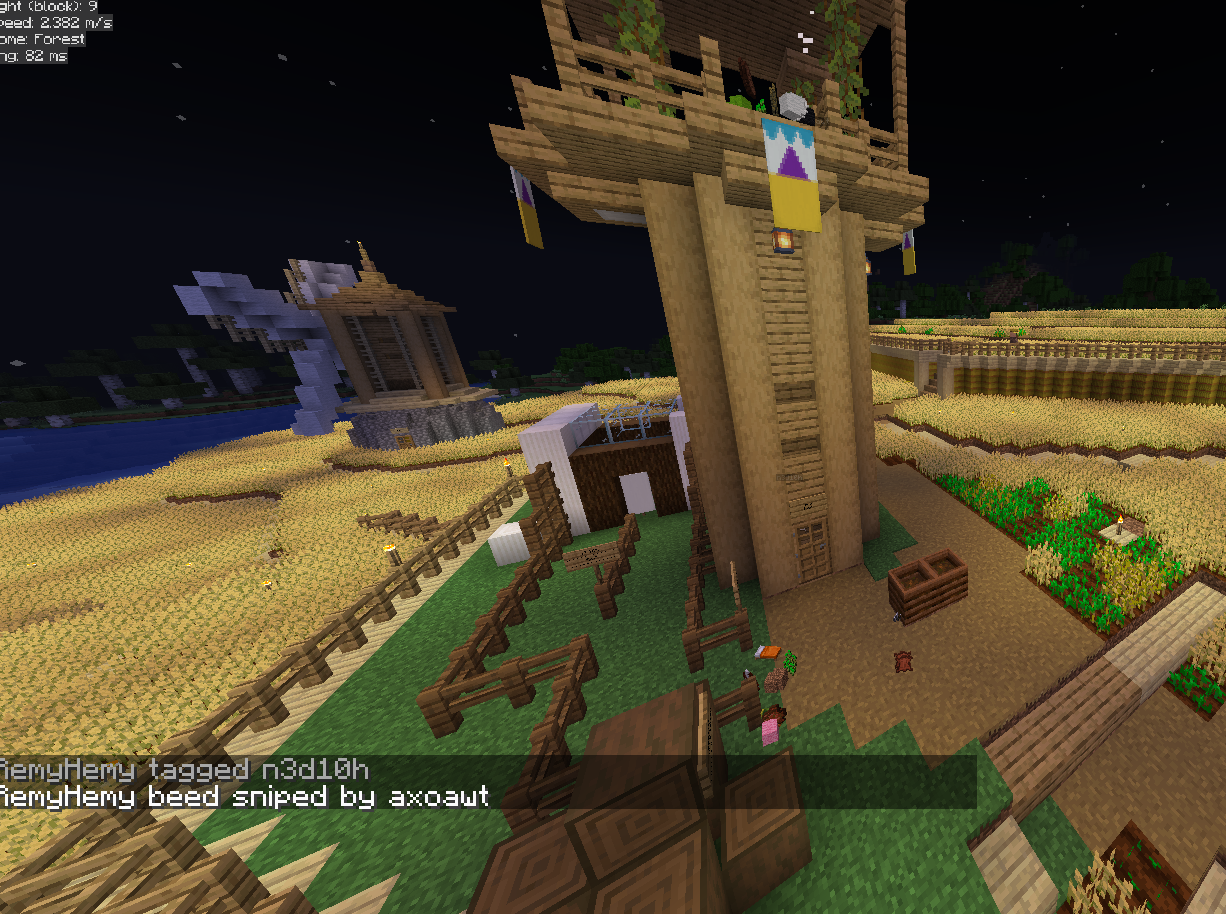 ght (block): 9
peed: 2.382 m/s
ome: Forest
ng: 82 ms
RemyHemy tagged n3d10h
RemyHemy beed sniped by axoawt